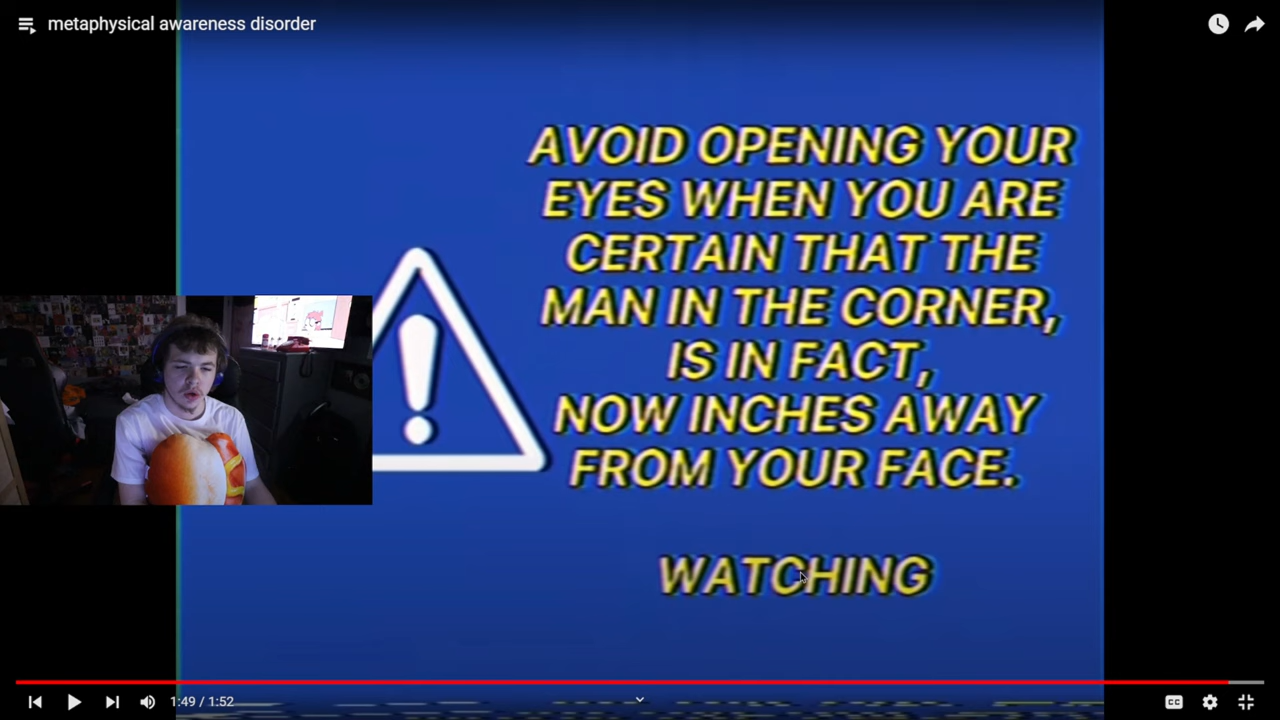 metaphysical awareness disorder
AVOID OPENING YOUR
EYES WHEN YOU ARE
CERTAIN THAT THE
MAN IN THE CORNER,
IS IN FACT,
NOW INCHES AWAY
FROM YOUR FACE.
WATCHING
1:49 / 1:52
CC